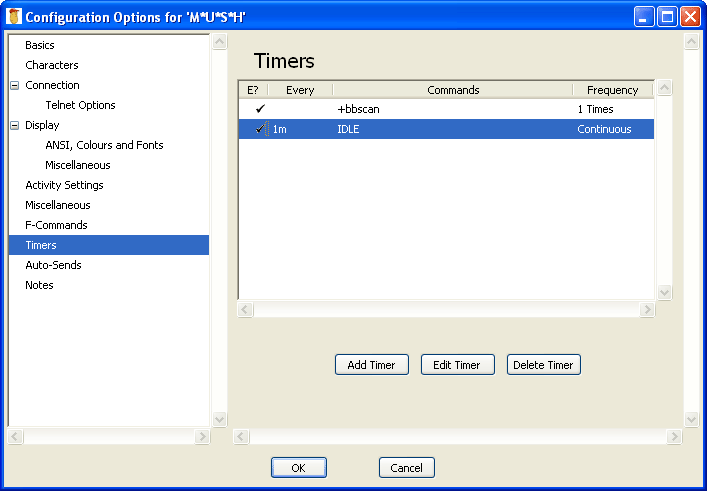 Configuration Options for 'M*U*S*H'
Basics
Characters
Connection
Telnet Options
Display
ANSI, Colours and Fonts
Miscellaneous
Activity Settings
Miscellaneous
F-Commands
Timers
Auto-Sends
Notes
Timers
E? Every Commands Frequency
+bbscan 1 Times
1m IDLE Continuous
Add Timer Edit Timer Delete Timer
OK Cancel